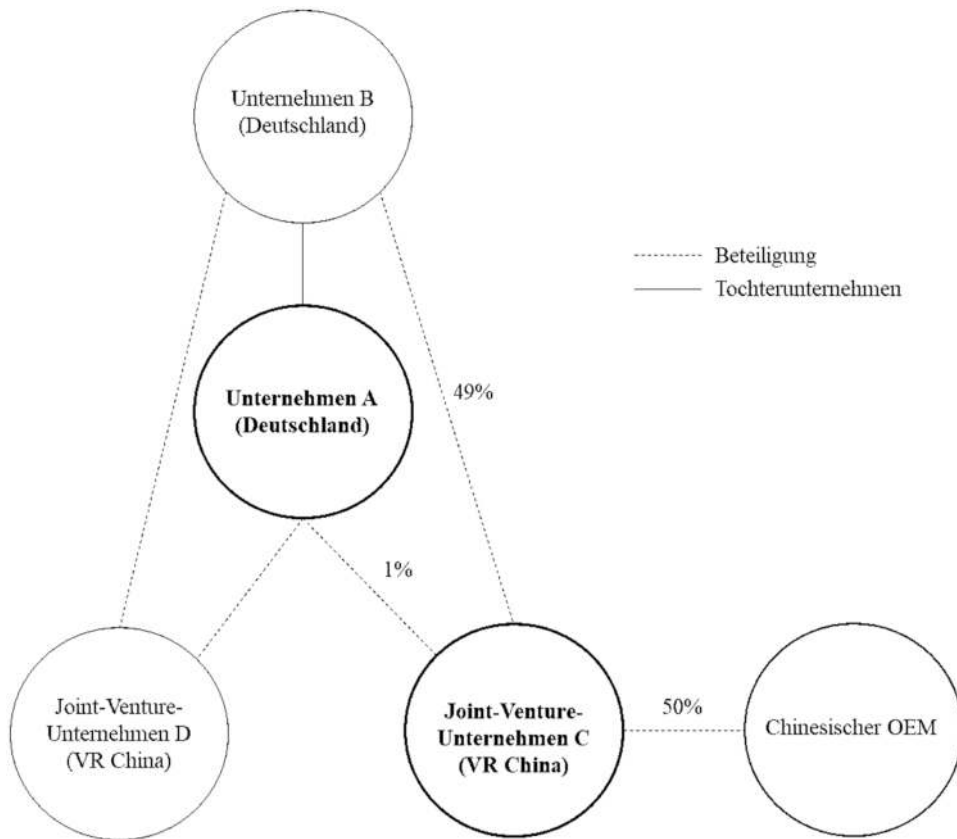 Unternehmen B
(Deutschland)
Beteiligung
Tochterunternehmen
Unternehmen A
(Deutschland)
49%
1%
Joint-Venture-
Unternehmen D
(VR China)
Joint-Venture-
Unternehmen C
(VR China)
50%
Chinesischer OEM